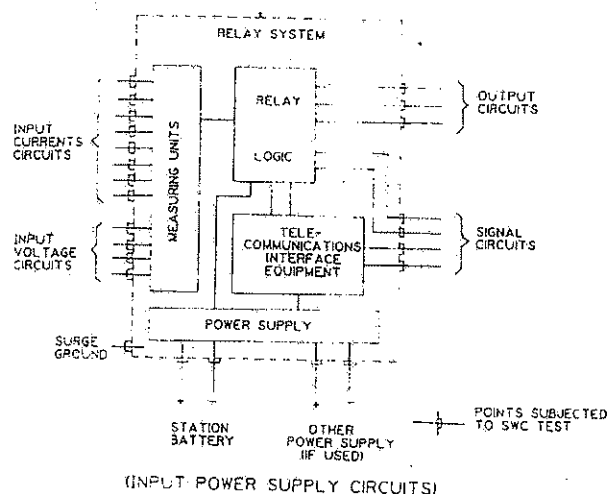 RELAY SYSTEM
INPUT
CURRENTS
CIRCUITS
MEASURING UNITS
RELAY
LOGIC
OUTPUT
CIRCUITS
INPUT
VOLTAGE
CIRCUITS
TELE-
COMMUNICATIONS
INTERFACE
EQUIPMENT
SIGNAL
CIRCUITS
POWER SUPPLY
SURGE
GROUND
+ −
+ −
STATION
BATTERY
OTHER
POWER SUPPLY
(IF USED)
POINTS SUBJECTED
TO SWC TEST
(INPUT POWER SUPPLY CIRCUITS)